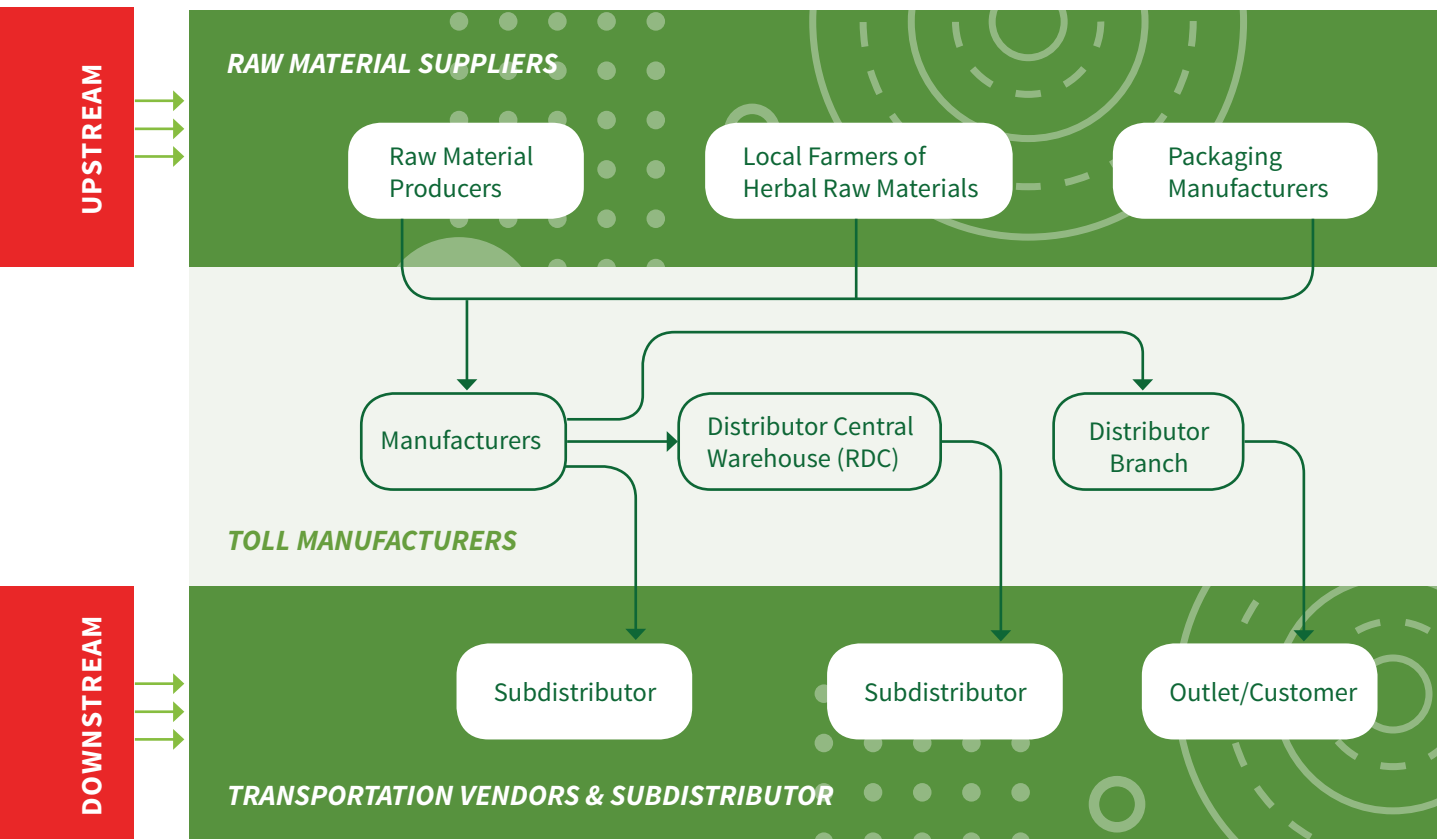 UPSTREAM
RAW MATERIAL SUPPLIERS
Raw Material
Producers
Local Farmers of
Herbal Raw Materials
Packaging
Manufacturers
Manufacturers
Distributor Central
Warehouse (RDC)
Distributor
Branch
TOLL MANUFACTURERS
DOWNSTREAM
Subdistributor
Subdistributor
Outlet/Customer
TRANSPORTATION VENDORS & SUBDISTRIBUTOR